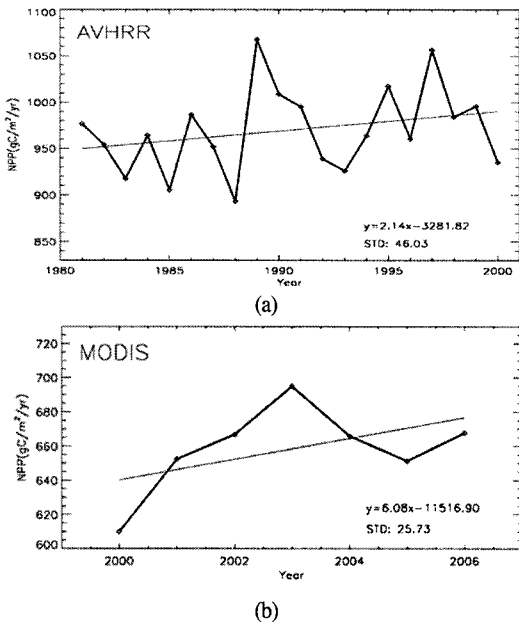 AVHRR
1100
1050
1000
950
900
850
NPP(gC/m²/yr)
y=2.14x-3281.82
STD: 46.03
1980 1985 1990 1995 2000
Year
(a)
MODIS
720
700
680
660
640
620
600
NPP(gC/m²/yr)
y=6.08x-11516.90
STD: 25.73
2000 2002 2004 2006
Year
(b)